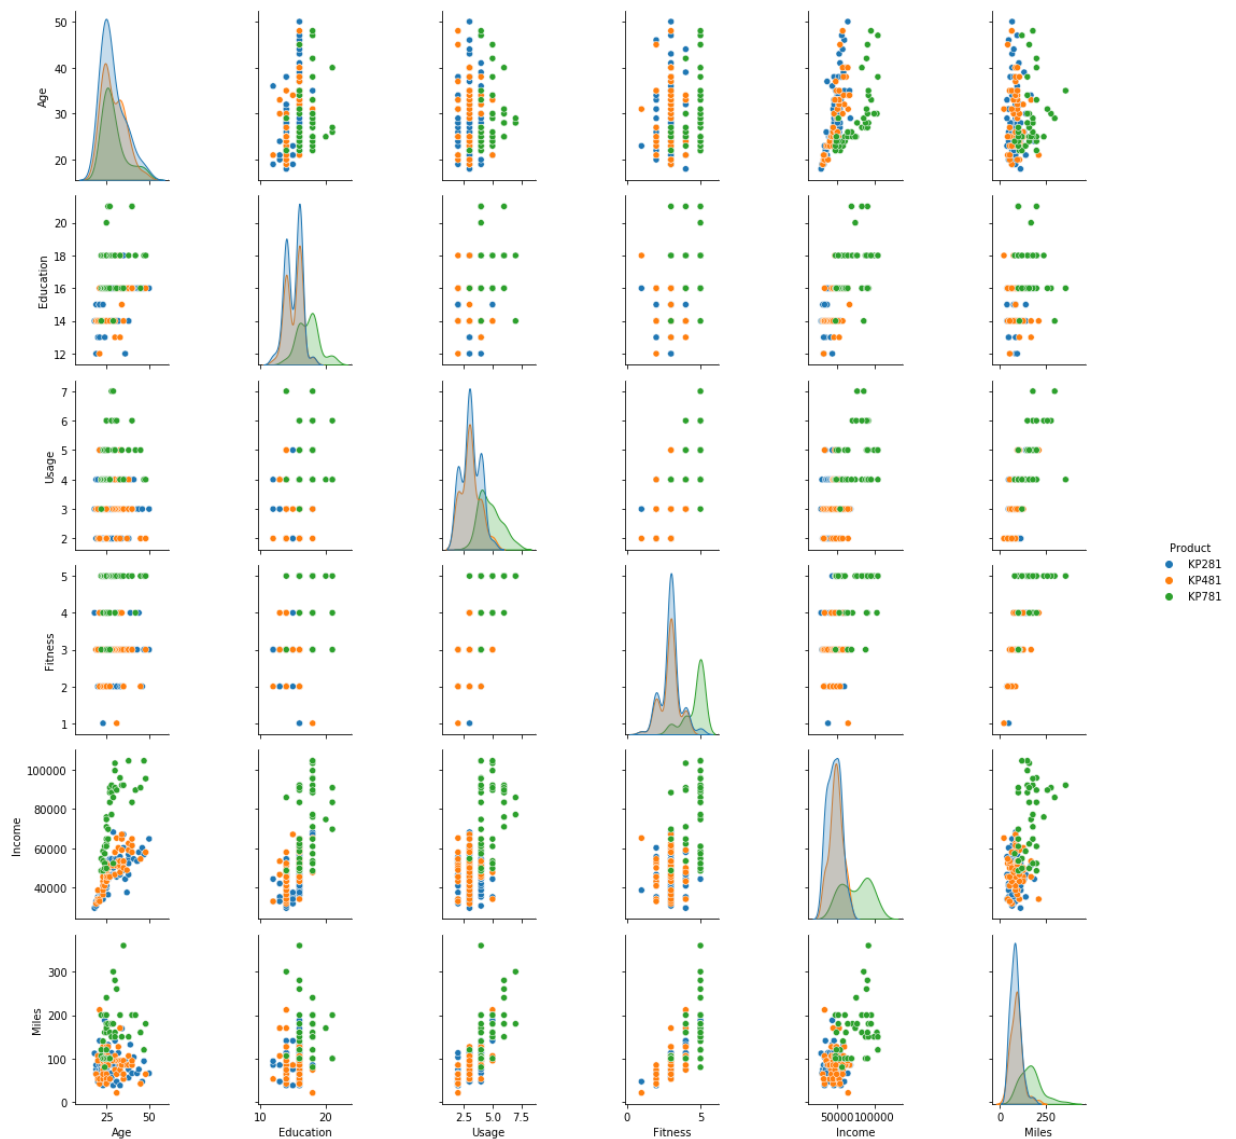 50
40
30
20
Age
20
18
16
14
12
Education
7
6
5
4
3
2
Usage
Product
KP281
KP481
KP781
5
4
3
2
1
Fitness
100000
80000
60000
40000
Income
300
200
100
0
Miles
25 50
10 20
2.5 5.0 7.5
0 5
50000 100000
0 250
Age Education Usage Fitness Income Miles